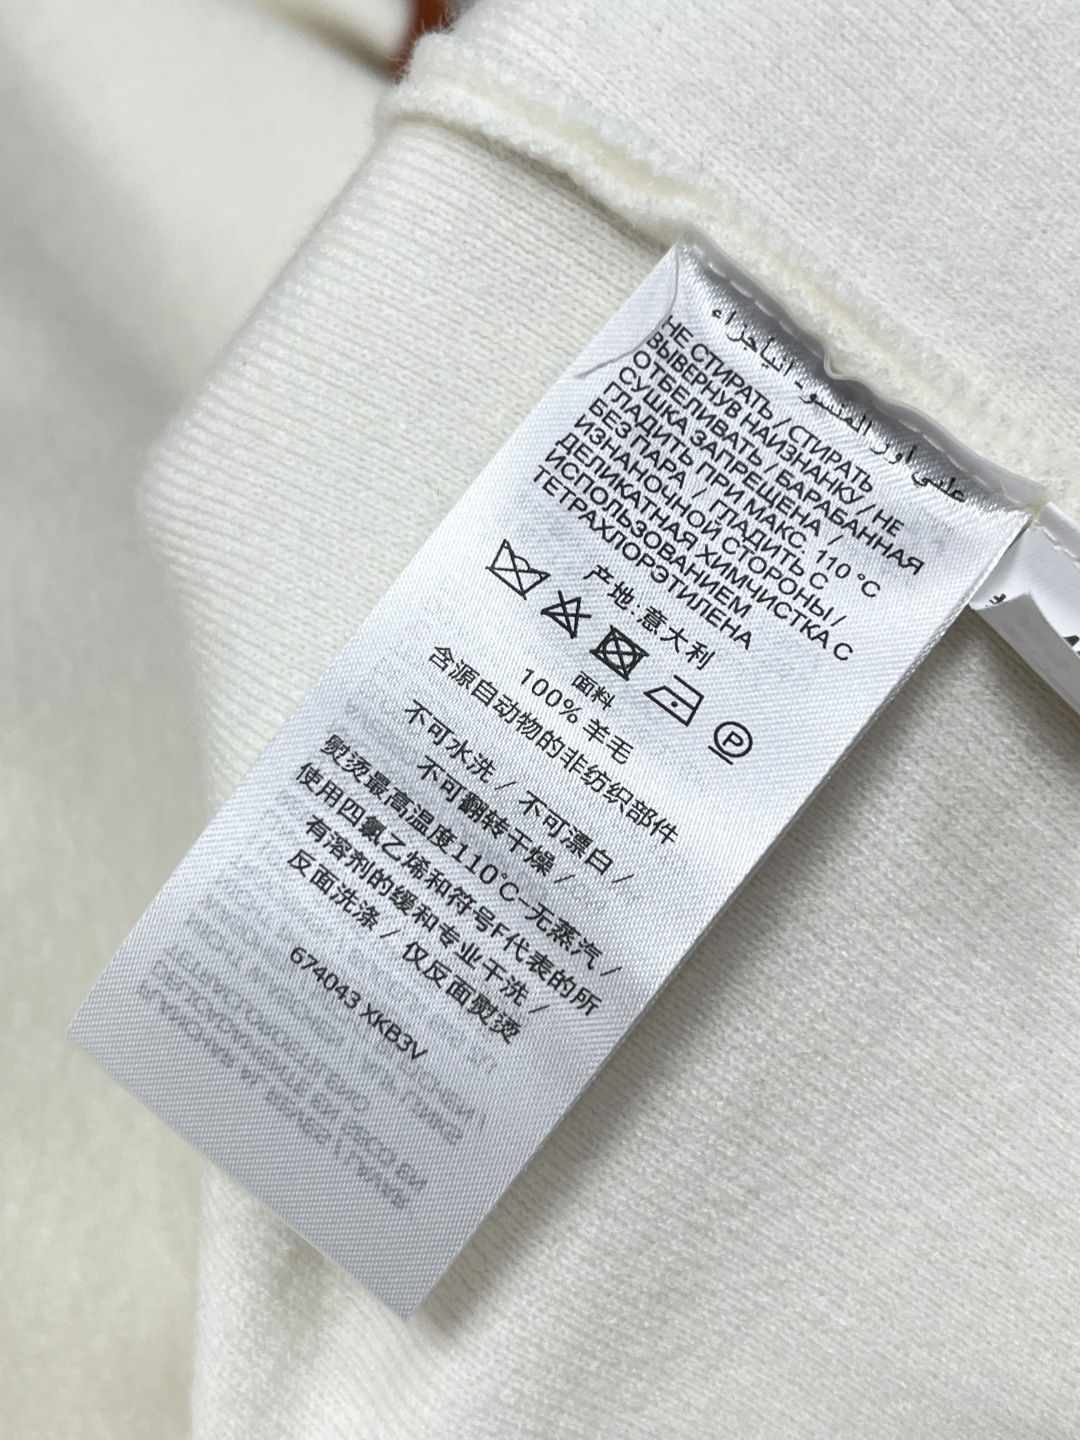 НЕ СТИРАТЬ / СТИРАТЬ
ВЫВЕРНУВ НАИЗНАНКУ / НЕ
ОТБЕЛИВАТЬ / БАРАБАННАЯ
СУШКА ЗАПРЕЩЕНА /
ГЛАДИТЬ ПРИ МАКС. 110 °C
БЕЗ ПАРА / ГЛАДИТЬ С
ИЗНАНОЧНОЙ СТОРОНЫ /
ДЕЛИКАТНАЯ ХИМЧИСТКА С
ИСПОЛЬЗОВАНИЕМ
ТЕТРАХЛОРЭТИЛЕНА
产地:意大利
P
面料
100% 羊毛
含源自动物的非纺织部件
不可水洗 / 不可漂白 /
不可翻转干燥 /
熨烫最高温度110°C-无蒸汽 /
使用四氯乙烯和符号F代表的所
有溶剂的缓和专业干洗 /
反面洗涤 / 仅反面熨烫
674043 XKB3V